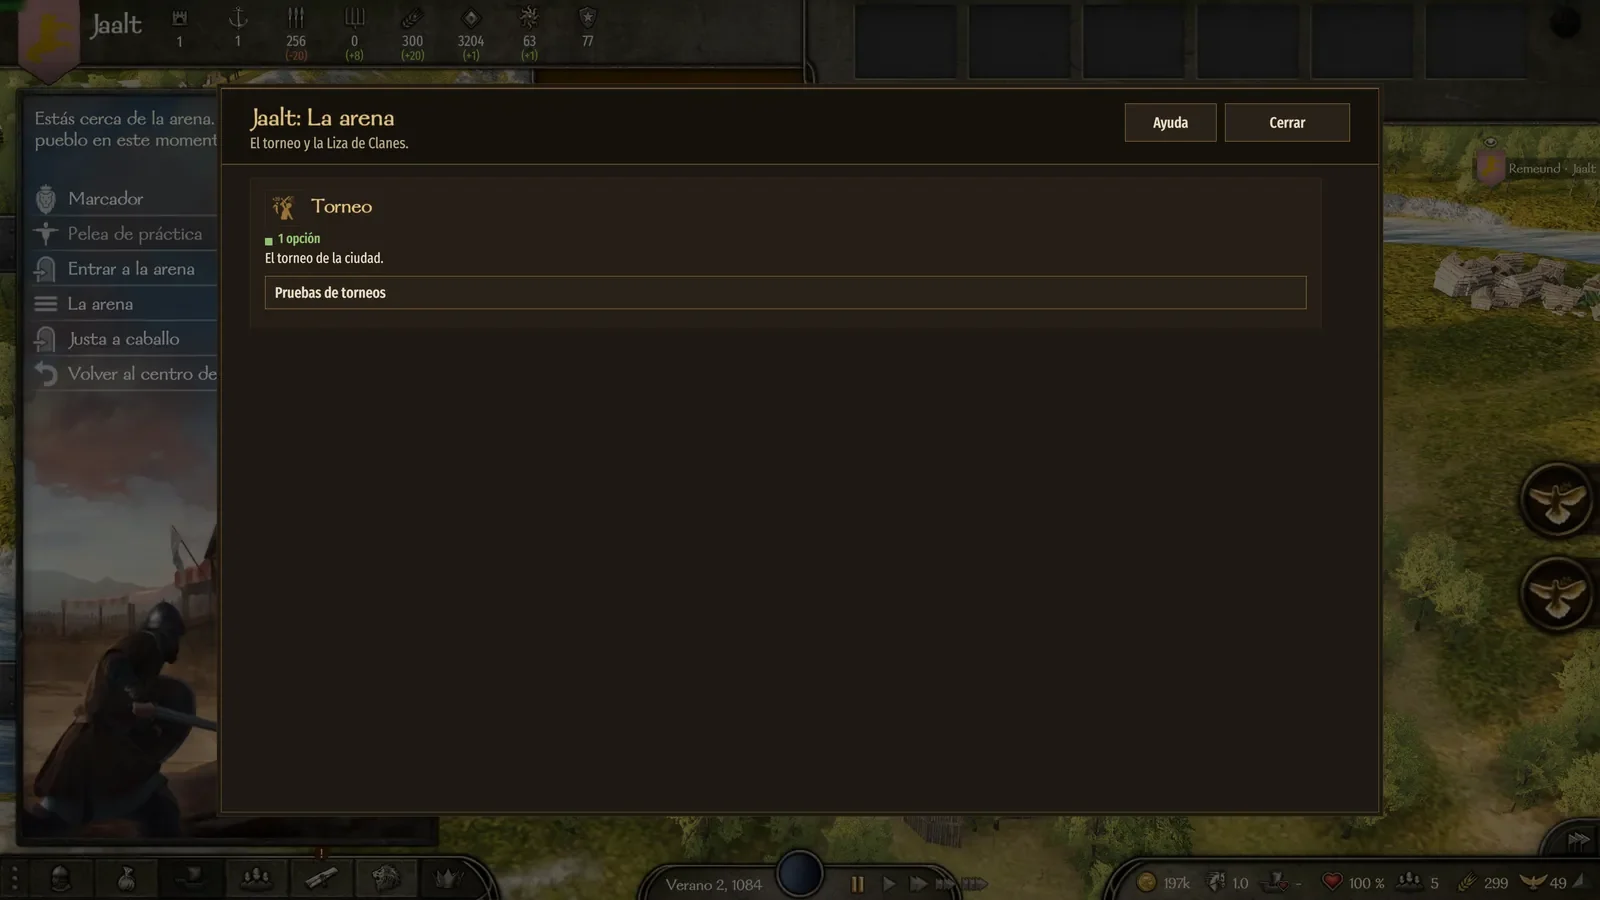 Jaalt
1
1
256
(-20)
0
(+8)
300
(+20)
3204
(+1)
63
(+1)
77
Estás cerca de la arena.
pueblo en este moment
Marcador
Pelea de práctica
Entrar a la arena
La arena
Justa a caballo
Volver al centro de
Jaalt: La arena
El torneo y la Liza de Clanes.
Ayuda
Cerrar
Torneo
1 opción
El torneo de la ciudad.
Pruebas de torneos
Remeund · Jaalt
!
Verano 2, 1084
197k
1.0
-
100 %
5
299
49